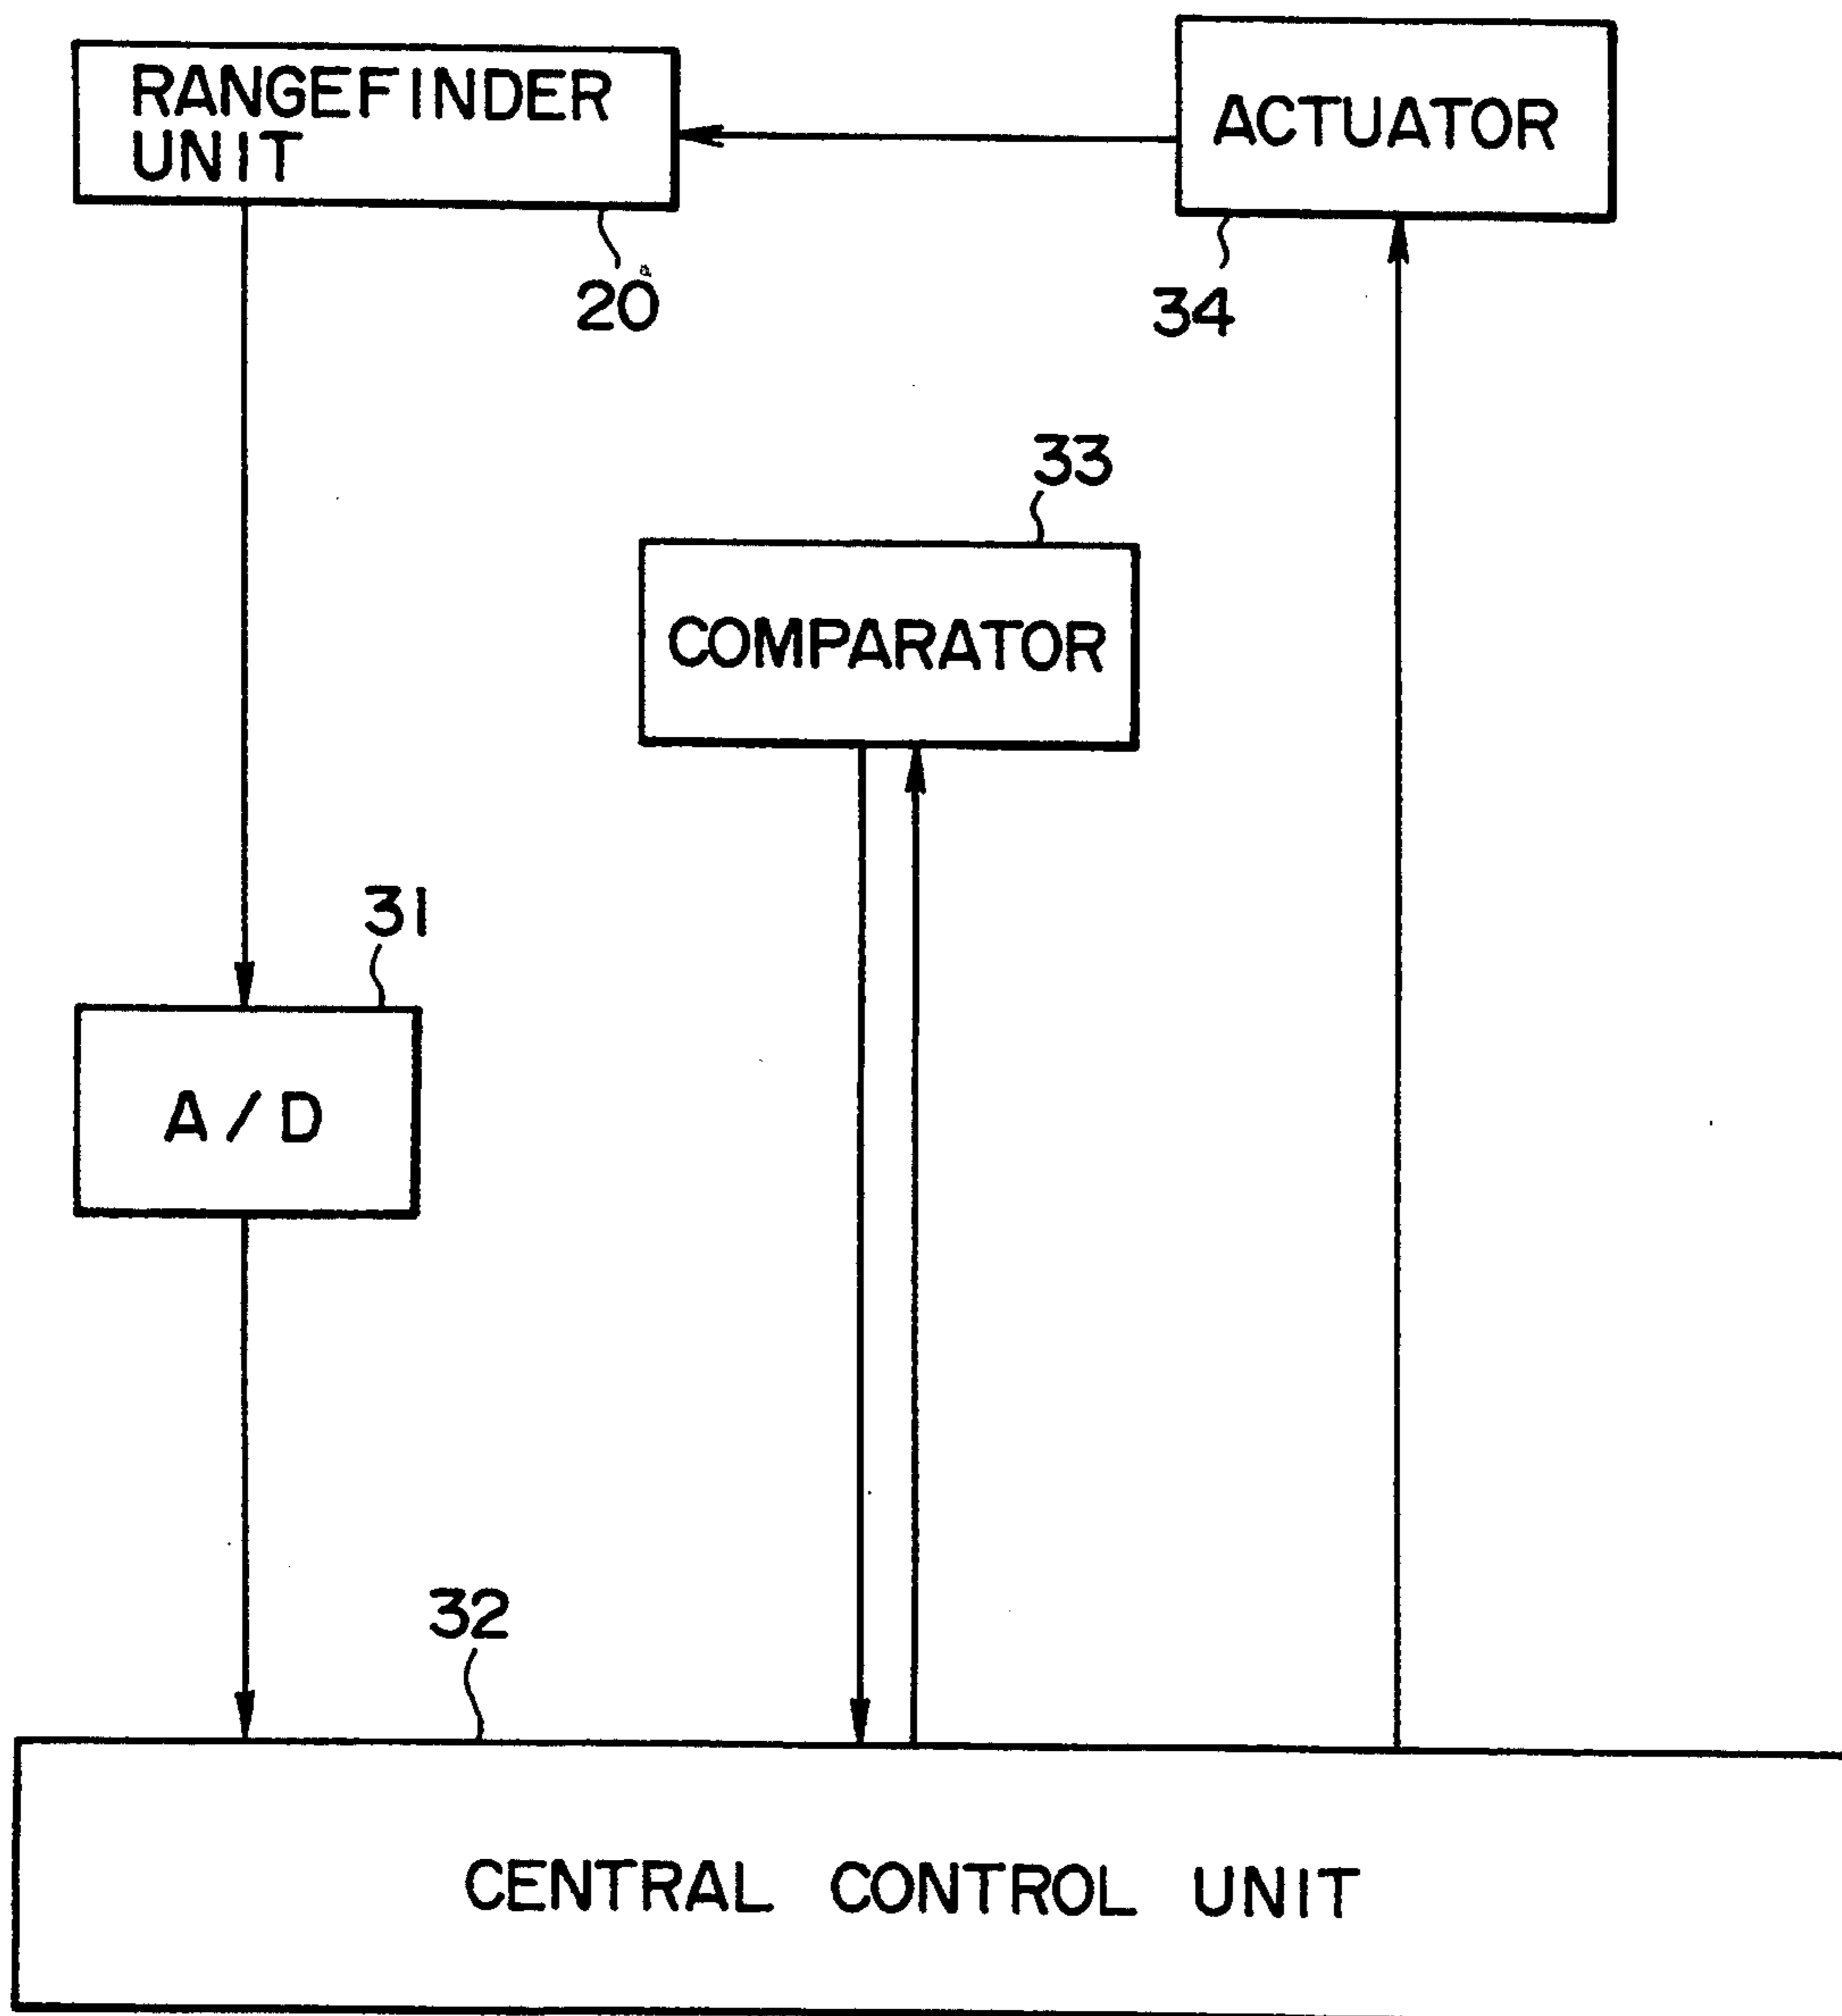 RANGEFINDER
UNIT
ACTUATOR
20
34
33
COMPARATOR
31
A/D
32
CENTRAL CONTROL UNIT